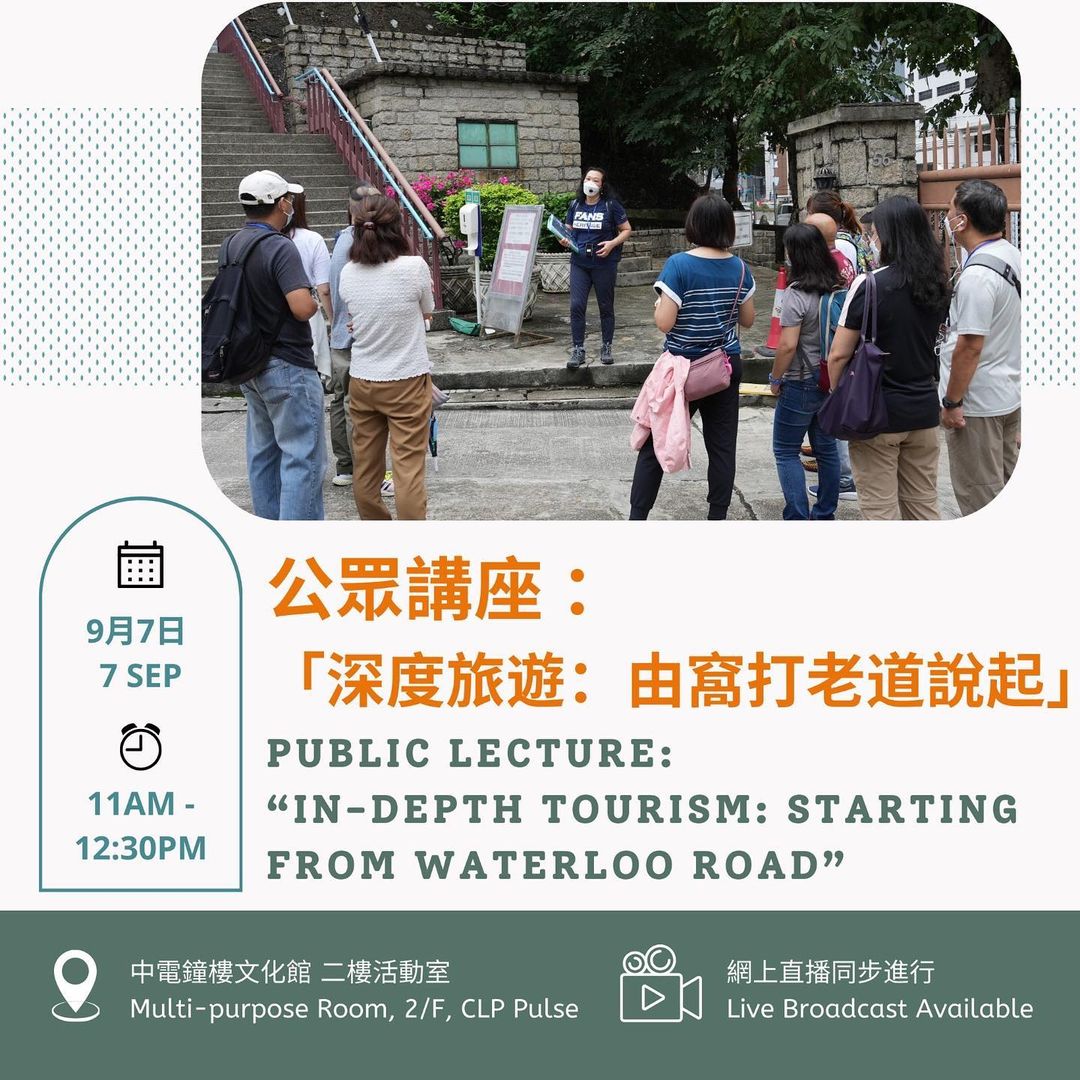 56
FANS
HERITAGE
9月7日
7 SEP
11AM -
12:30PM
公眾講座：
「深度旅遊：由窩打老道說起」
PUBLIC LECTURE:
“IN-DEPTH TOURISM: STARTING
FROM WATERLOO ROAD”
中電鐘樓文化館 二樓活動室
Multi-purpose Room, 2/F, CLP Pulse
網上直播同步進行
Live Broadcast Available